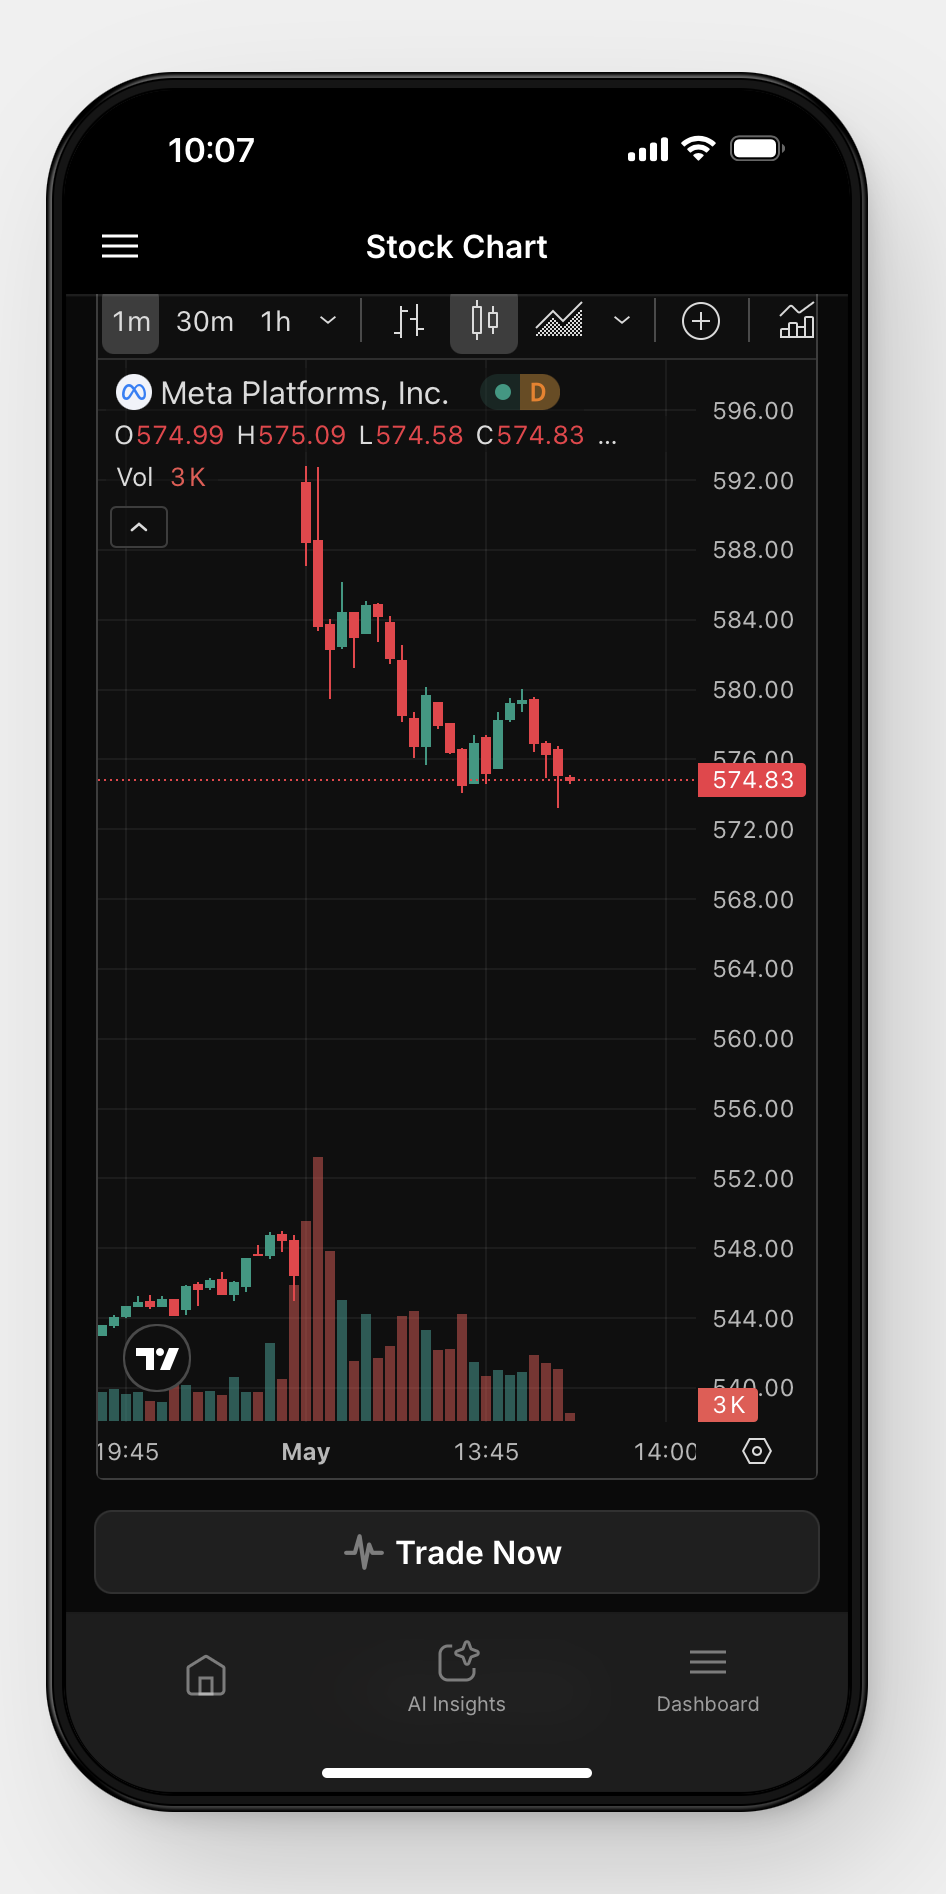 10:07
Stock Chart
1m 30m 1h
Meta Platforms, Inc. D
O574.99 H575.09 L574.58 C574.83 ...
Vol 3K
596.00
592.00
588.00
584.00
580.00
576.00
574.83
572.00
568.00
564.00
560.00
556.00
552.00
548.00
544.00
540.00
3K
19:45 May 13:45 14:00
Trade Now
AI Insights Dashboard